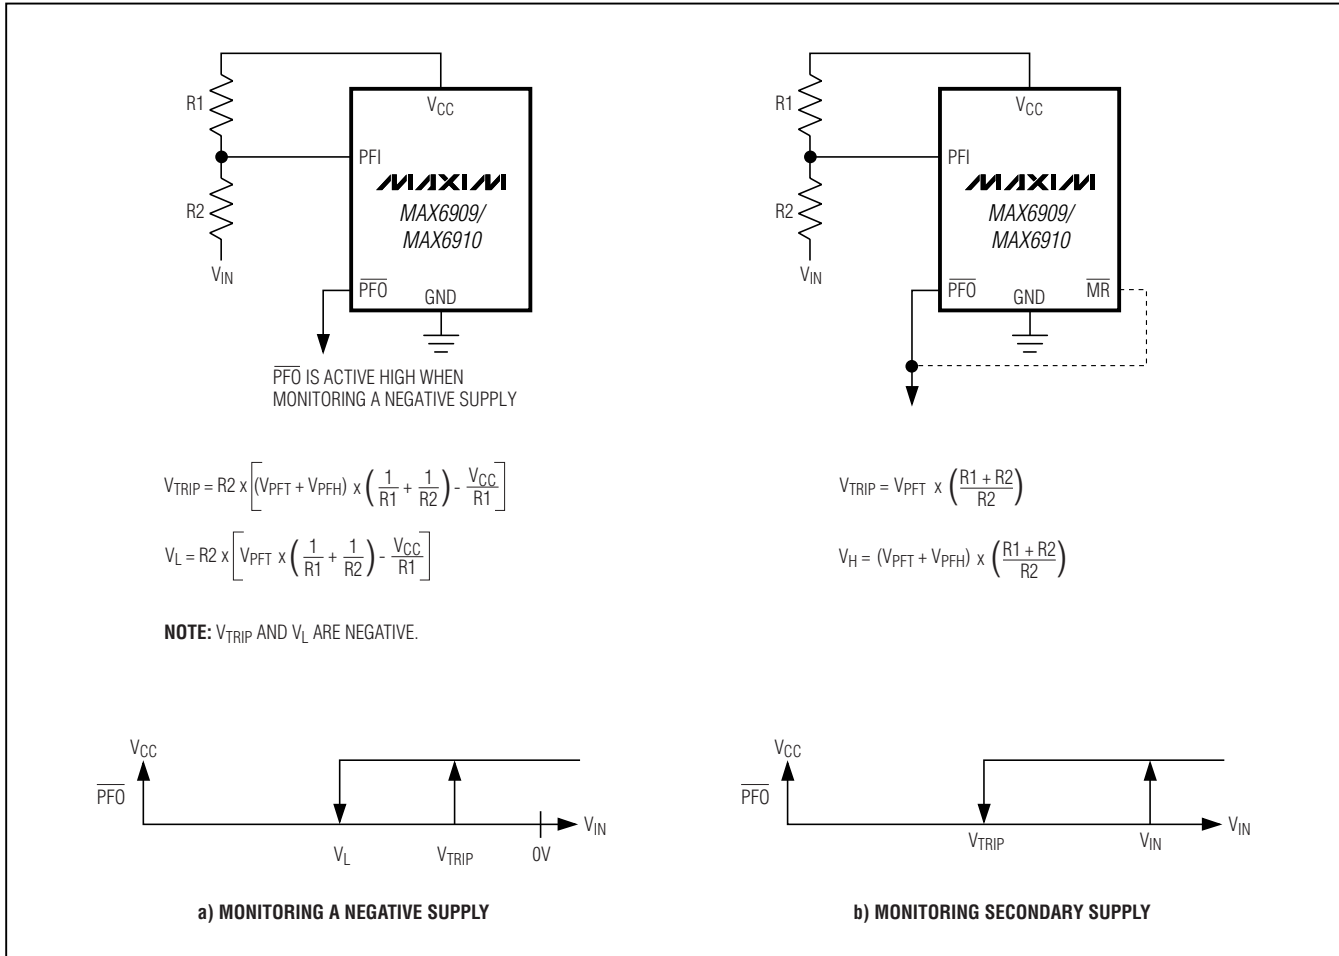 R1
VCC
PFI
MAXIM
R2
MAX6909/
MAX6910
VIN
PFO
GND
PFO IS ACTIVE HIGH WHEN
MONITORING A NEGATIVE SUPPLY
VTRIP = R2 x [(VPFT + VPFH) x (1/R1 + 1/R2) - VCC/R1]
VL = R2 x [VPFT x (1/R1 + 1/R2) - VCC/R1]
NOTE: VTRIP AND VL ARE NEGATIVE.
VCC
PFO
VIN
VL
VTRIP
0V
a) MONITORING A NEGATIVE SUPPLY
R1
VCC
PFI
MAXIM
R2
MAX6909/
MAX6910
VIN
PFO
GND
MR
VTRIP = VPFT x (R1 + R2/R2)
VH = (VPFT + VPFH) x (R1 + R2/R2)
VCC
PFO
VIN
VTRIP
VIN
b) MONITORING SECONDARY SUPPLY